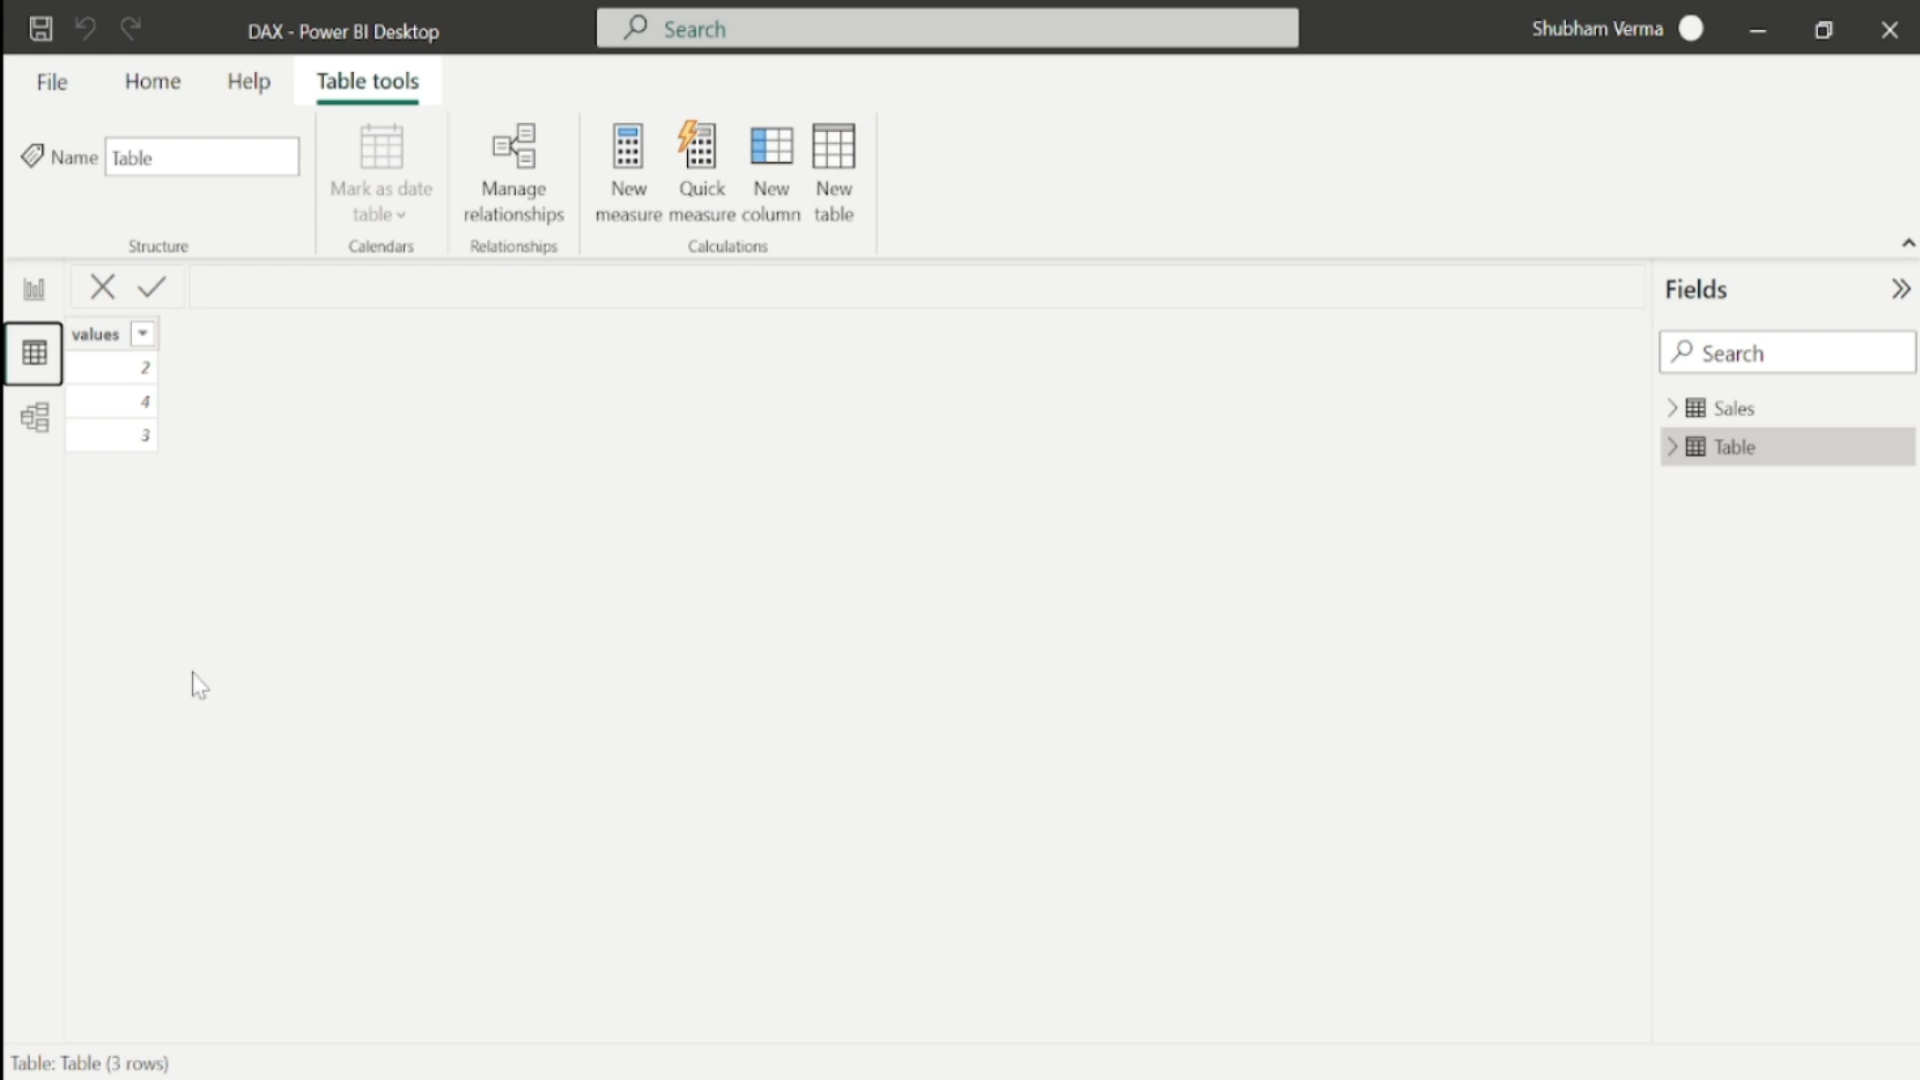 DAX - Power BI Desktop
Search
Shubham Verma
File
Home
Help
Table tools
Name
Table
Structure
Mark as date
table
Calendars
Manage
relationships
Relationships
New
measure
Quick
measure
New
column
New
table
Calculations
values
2
4
3
Fields
Search
Sales
Table
Table: Table (3 rows)